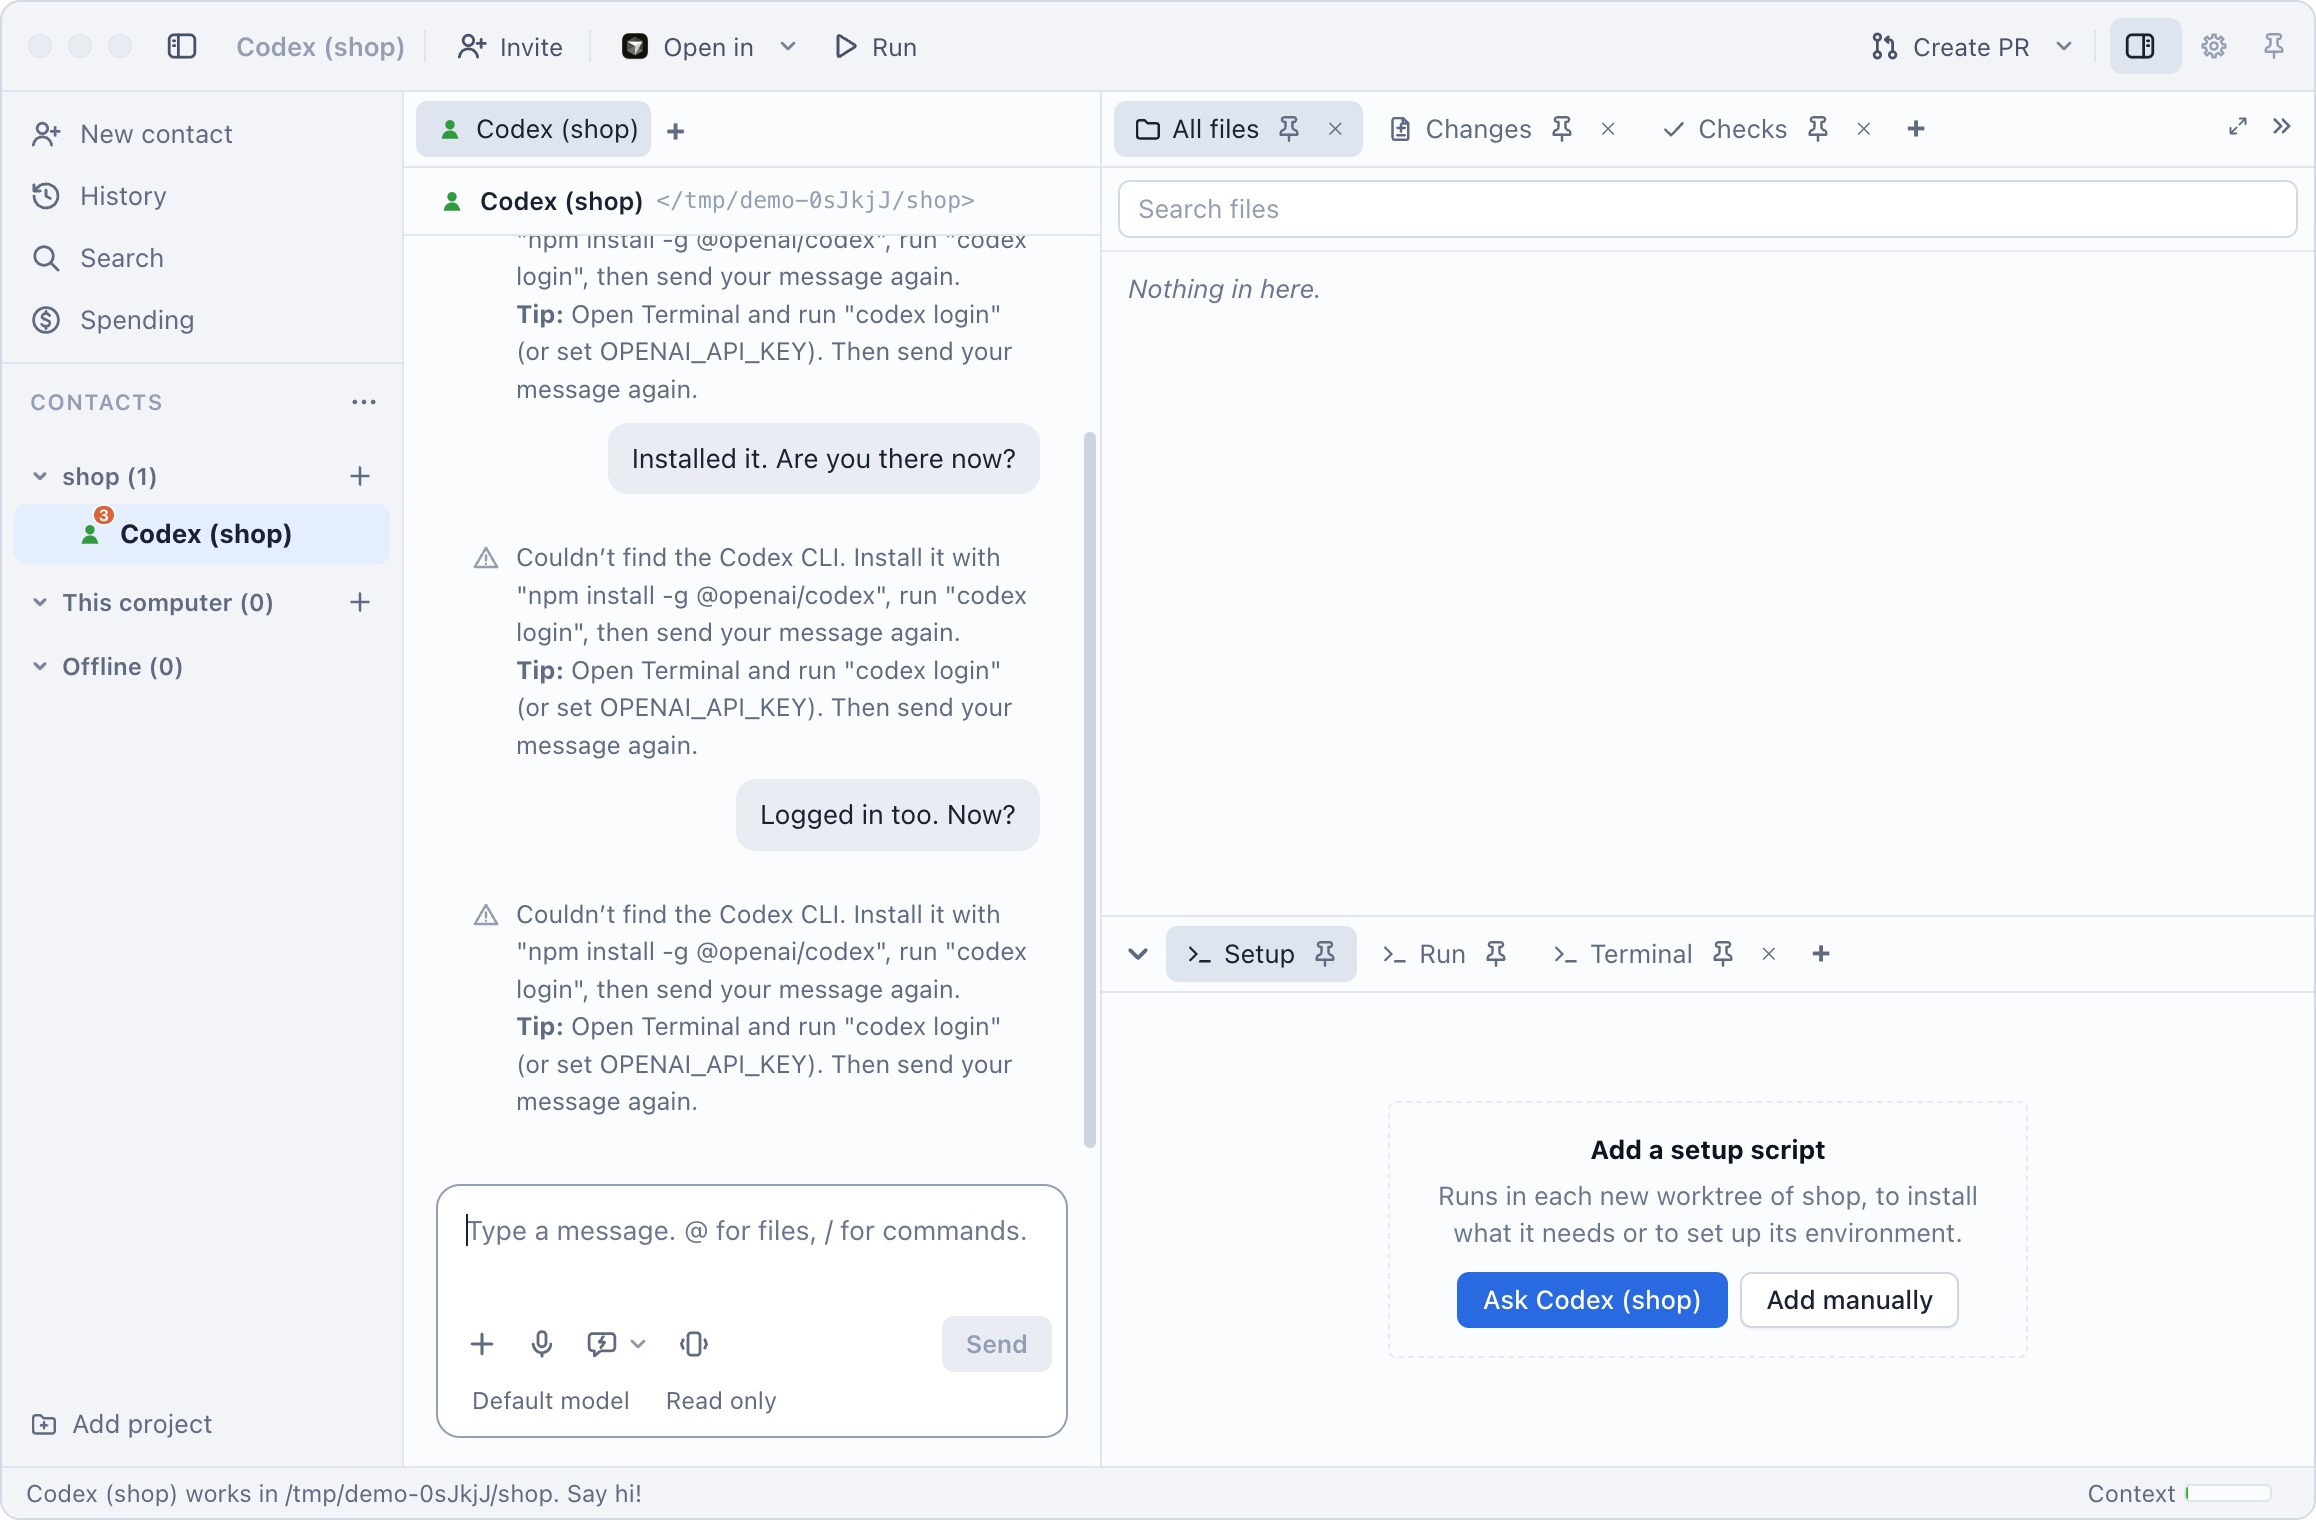 Codex (shop)
Invite
Open in
Run
Create PR
New contact
History
Search
Spending
CONTACTS
shop (1)
3
Codex (shop)
This computer (0)
Offline (0)
Add project
Codex (shop)
Codex (shop) </tmp/demo-0sJkjJ/shop>
"npm install -g @openai/codex", run "codex
login", then send your message again.
Tip: Open Terminal and run "codex login"
(or set OPENAI_API_KEY). Then send your
message again.
Installed it. Are you there now?
Couldn’t find the Codex CLI. Install it with
"npm install -g @openai/codex", run "codex
login", then send your message again.
Tip: Open Terminal and run "codex login"
(or set OPENAI_API_KEY). Then send your
message again.
Logged in too. Now?
Couldn’t find the Codex CLI. Install it with
"npm install -g @openai/codex", run "codex
login", then send your message again.
Tip: Open Terminal and run "codex login"
(or set OPENAI_API_KEY). Then send your
message again.
Type a message. @ for files, / for commands.
Send
Default model
Read only
All files
Changes
Checks
Search files
Nothing in here.
Setup
Run
Terminal
Add a setup script
Runs in each new worktree of shop, to install
what it needs or to set up its environment.
Ask Codex (shop)
Add manually
Codex (shop) works in /tmp/demo-0sJkjJ/shop. Say hi!
Context